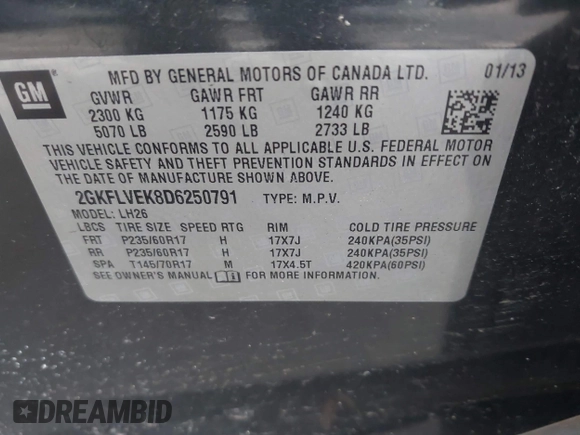 GM
MFD BY GENERAL MOTORS OF CANADA LTD. 01/13
GVWR GAWR FRT GAWR RR
2300 KG 1175 KG 1240 KG
5070 LB 2590 LB 2733 LB
THIS VEHICLE CONFORMS TO ALL APPLICABLE U.S. FEDERAL MOTOR
VEHICLE SAFETY AND THEFT PREVENTION STANDARDS IN EFFECT ON
THE DATE OF MANUFACTURE SHOWN ABOVE.
2GKFLVEK8D6250791 TYPE: M.P.V.
MODEL: LH26
LBCS TIRE SIZE SPEED RTG RIM COLD TIRE PRESSURE
FRT P235/60R17 H 17X7J 240KPA(35PSI)
RR P235/60R17 H 17X7J 240KPA(35PSI)
SPA T145/70R17 M 17X4.5T 420KPA(60PSI)
SEE OWNER'S MANUAL FOR MORE INFORMATION.
DREAMBID